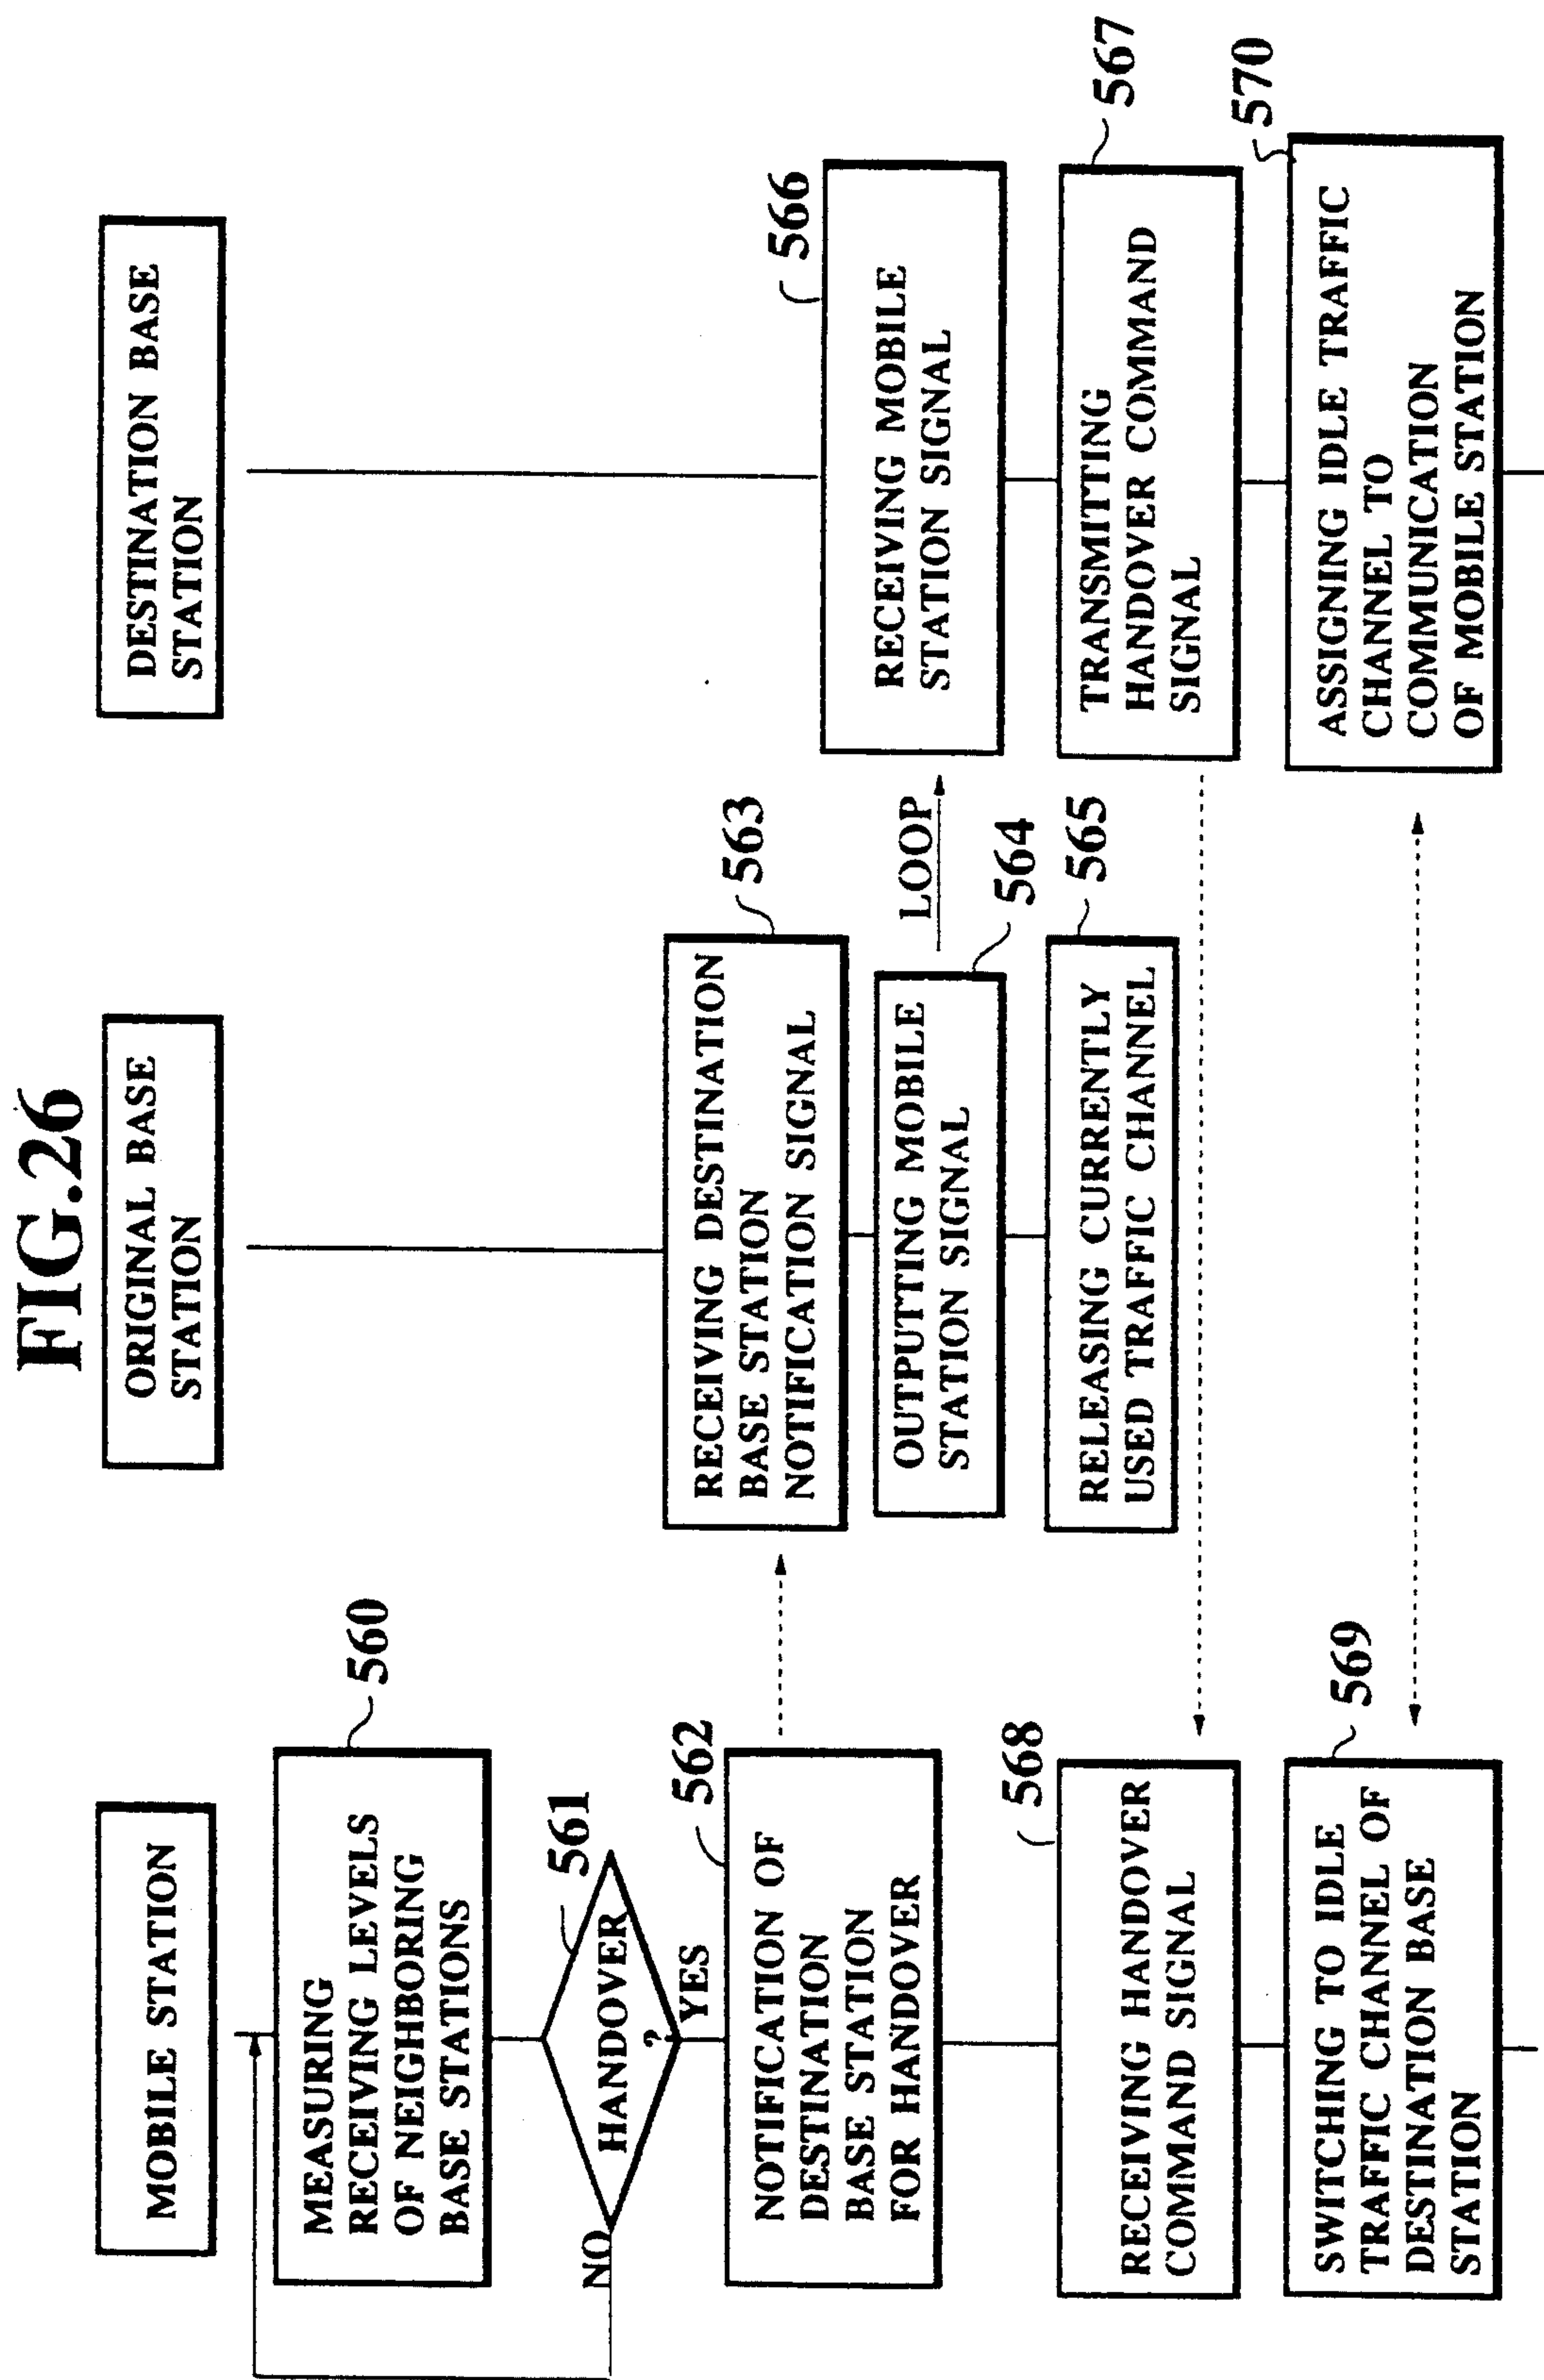 FIG.26
MOBILE STATION
ORIGINAL BASE
STATION
DESTINATION BASE
STATION
560
MEASURING
RECEIVING LEVELS
OF NEIGHBORING
BASE STATIONS
561
HANDOVER
?
NO
YES
562
NOTIFICATION OF
DESTINATION
BASE STATION
FOR HANDOVER
563
RECEIVING DESTINATION
BASE STATION
NOTIFICATION SIGNAL
LOOP
564
OUTPUTTING MOBILE
STATION SIGNAL
565
RELEASING CURRENTLY
USED TRAFFIC CHANNEL
566
RECEIVING MOBILE
STATION SIGNAL
567
TRANSMITTING
HANDOVER COMMAND
SIGNAL
568
RECEIVING HANDOVER
COMMAND SIGNAL
569
SWITCHING TO IDLE
TRAFFIC CHANNEL OF
DESTINATION BASE
STATION
570
ASSIGNING IDLE TRAFFIC
CHANNEL TO
COMMUNICATION
OF MOBILE STATION